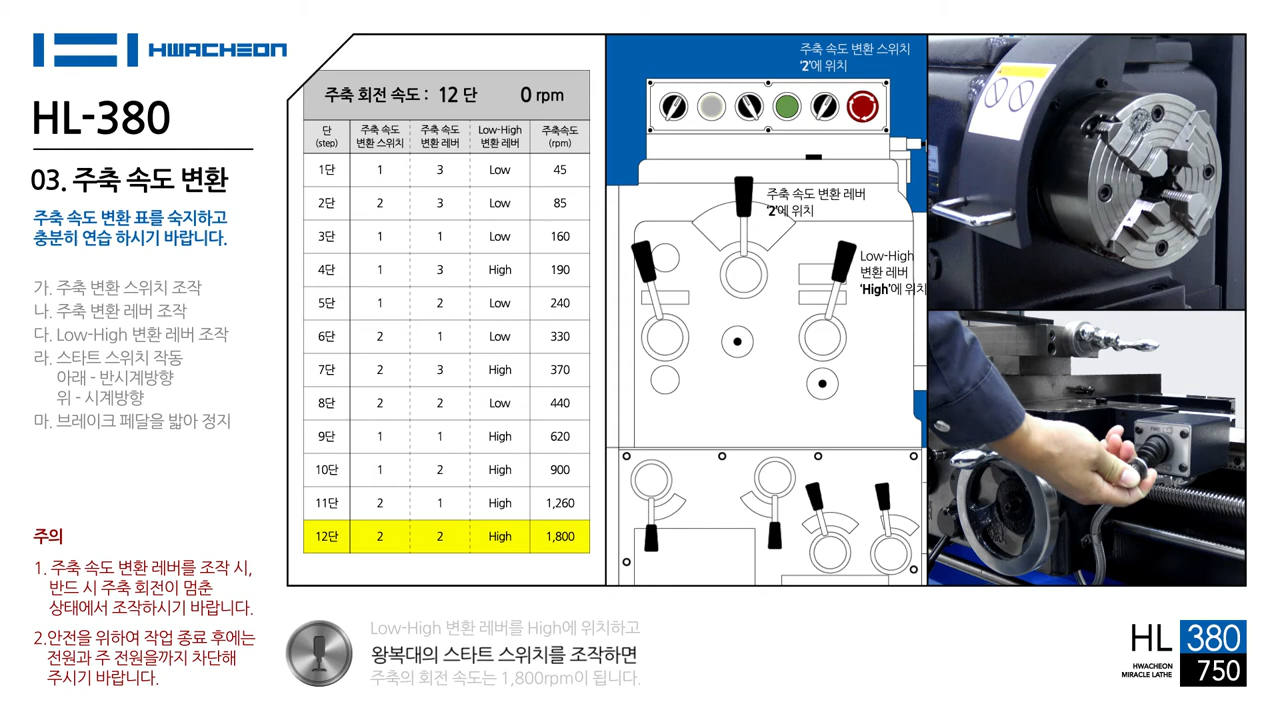 HWACHEON
HL-380
03. 주축 속도 변환
주축 속도 변환 표를 숙지하고
충분히 연습 하시기 바랍니다.
가. 주축 변환 스위치 조작
나. 주축 변환 레버 조작
다. Low-High 변환 레버 조작
라. 스타트 스위치 작동
아래 - 반시계방향
위 - 시계방향
마. 브레이크 페달을 밟아 정지
주의
1. 주축 속도 변환 레버를 조작 시,
반드 시 주축 회전이 멈춘
상태에서 조작하시기 바랍니다.
2.안전을 위하여 작업 종료 후에는
전원과 주 전원을까지 차단해
주시기 바랍니다.
주축 회전 속도 : 12 단 0 rpm
단 (step) 주축 속도 변환 스위치 주축 속도 변환 레버 Low-High 변환 레버 주축속도 (rpm)
1단 1 3 Low 45
2단 2 3 Low 85
3단 1 1 Low 160
4단 1 3 High 190
5단 1 2 Low 240
6단 2 1 Low 330
7단 2 3 High 370
8단 2 2 Low 440
9단 1 1 High 620
10단 1 2 High 900
11단 2 1 High 1,260
12단 2 2 High 1,800
주축 속도 변환 스위치
'2'에 위치
주축 속도 변환 레버
'2'에 위치
Low-High
변환 레버
'High'에 위치
Low-High 변환 레버를 High에 위치하고
왕복대의 스타트 스위치를 조작하면
주축의 회전 속도는 1,800rpm이 됩니다.
HL 380
HWACHEON
MIRACLE LATHE
750